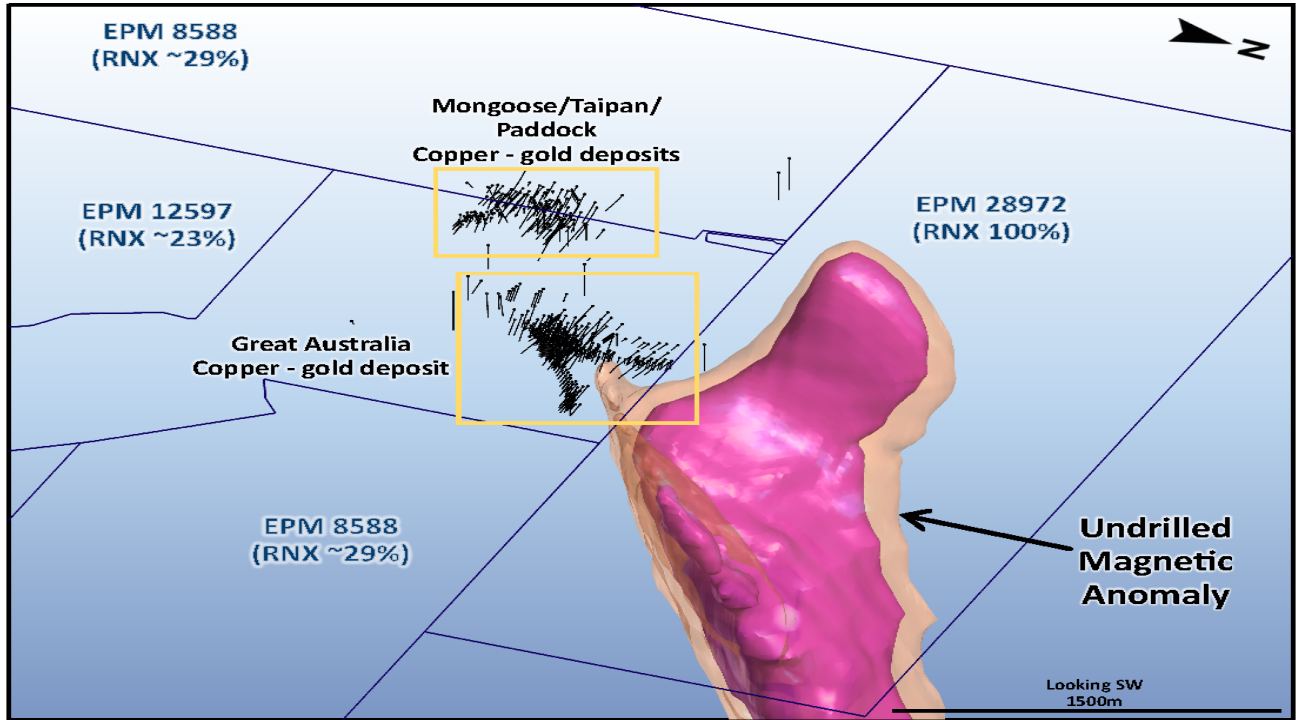 EPM 8588
(RNX ~29%)
N
Mongoose/Taipan/
Paddock
Copper - gold deposits
EPM 12597
(RNX ~23%)
EPM 28972
(RNX 100%)
Great Australia
Copper - gold deposit
EPM 8588
(RNX ~29%)
Undrilled
Magnetic
Anomaly
Looking SW
1500m